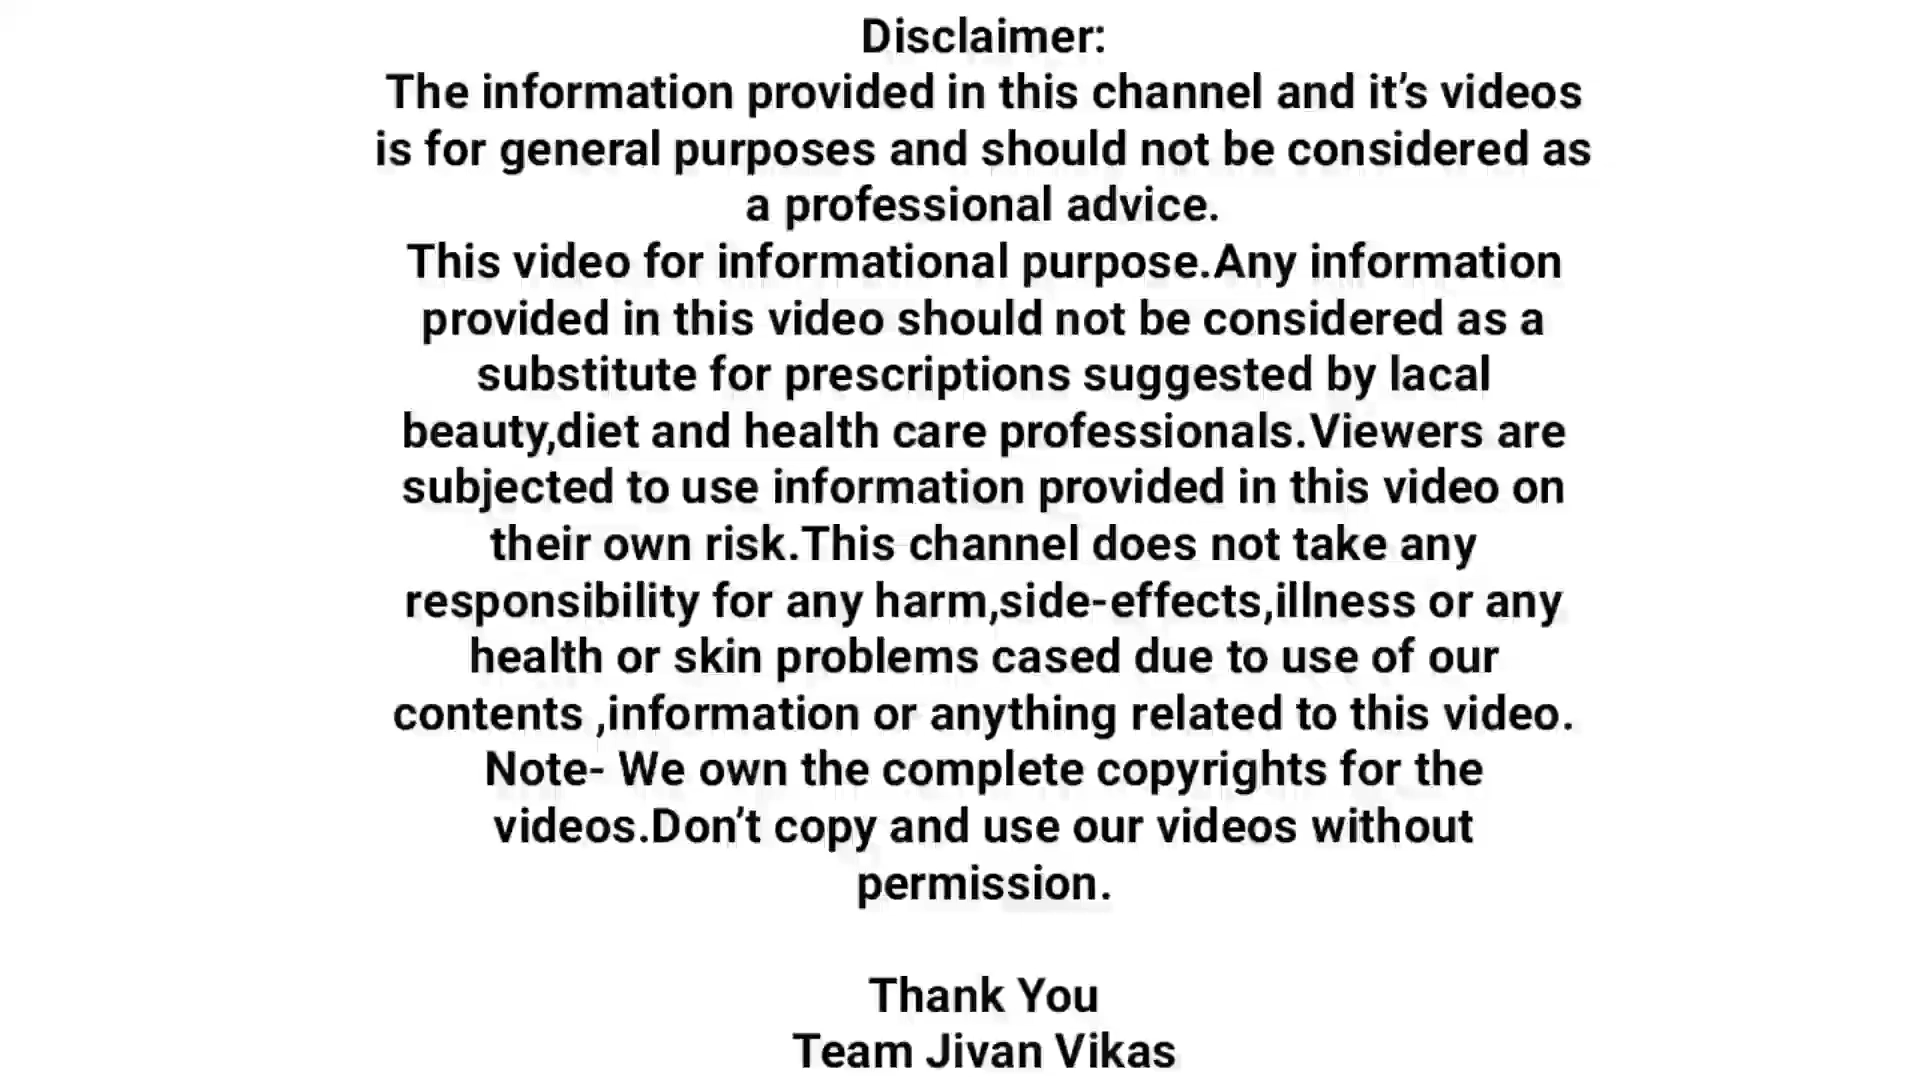 Disclaimer:
The information provided in this channel and it’s videos
is for general purposes and should not be considered as
a professional advice.
This video for informational purpose.Any information
provided in this video should not be considered as a
substitute for prescriptions suggested by lacal
beauty,diet and health care professionals.Viewers are
subjected to use information provided in this video on
their own risk.This channel does not take any
responsibility for any harm,side-effects,illness or any
health or skin problems cased due to use of our
contents ,information or anything related to this video.
Note- We own the complete copyrights for the
videos.Don’t copy and use our videos without
permission.
Thank You
Team Jivan Vikas